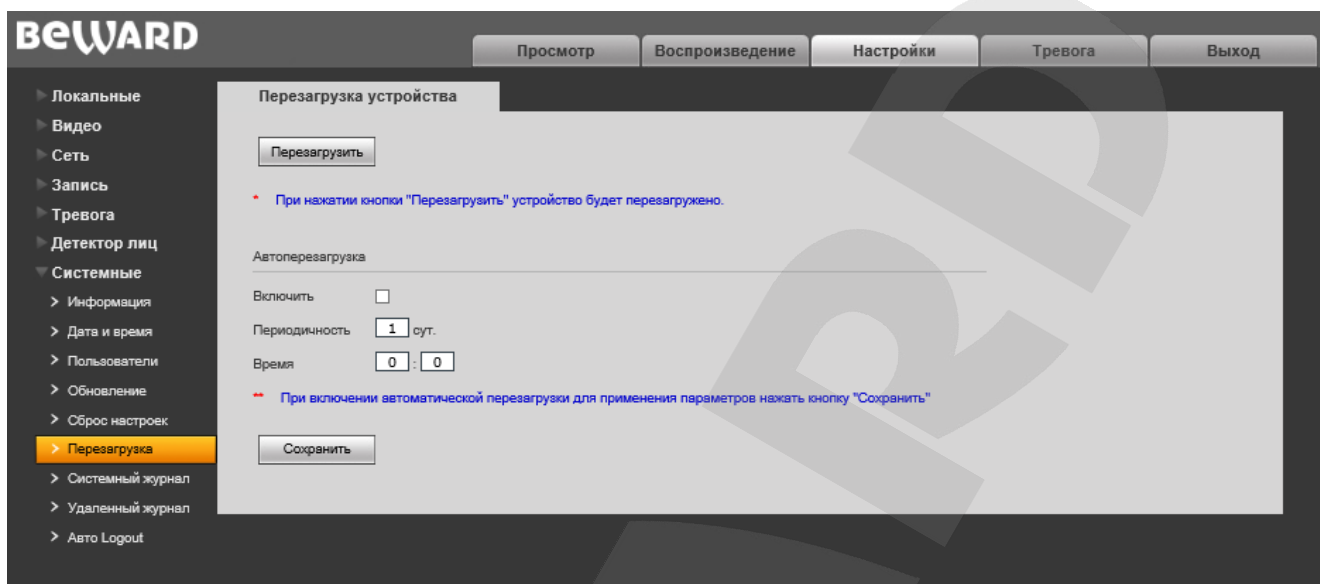 BEWARD
Просмотр
Воспроизведение
Настройки
Тревога
Выход
Локальные
Видео
Сеть
Запись
Тревога
Детектор лиц
Системные
> Информация
> Дата и время
> Пользователи
> Обновление
> Сброс настроек
> Перезагрузка
> Системный журнал
> Удаленный журнал
> Авто Logout
Перезагрузка устройства
Перезагрузить
* При нажатии кнопки "Перезагрузить" устройство будет перезагружено.
Автоперезагрузка
Включить
Периодичность 1 сут.
Время 0 : 0
** При включении автоматической перезагрузки для применения параметров нажать кнопку "Сохранить"
Сохранить